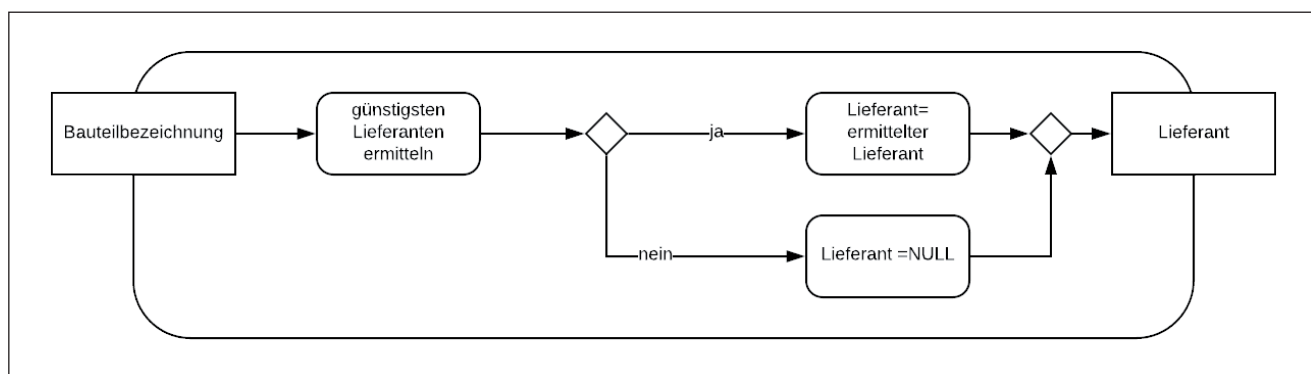 Bauteilbezeichnung
günstigsten
Lieferanten
ermitteln
ja
Lieferant=
ermittelter
Lieferant
Lieferant
nein
Lieferant =NULL